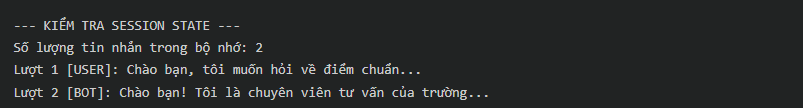 --- KIỂM TRA SESSION STATE ---
Số lượng tin nhắn trong bộ nhớ: 2
Lượt 1 [USER]: Chào bạn, tôi muốn hỏi về điểm chuẩn...
Lượt 2 [BOT]: Chào bạn! Tôi là chuyên viên tư vấn của trường...